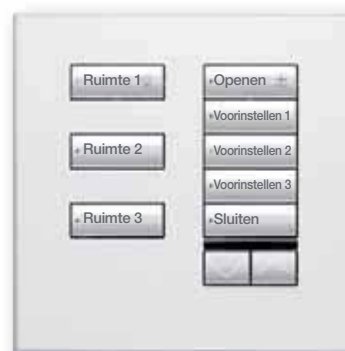 Ruimte 1
Ruimte 2
Ruimte 3
Openen
Voorinstellen 1
Voorinstellen 2
Voorinstellen 3
Sluiten